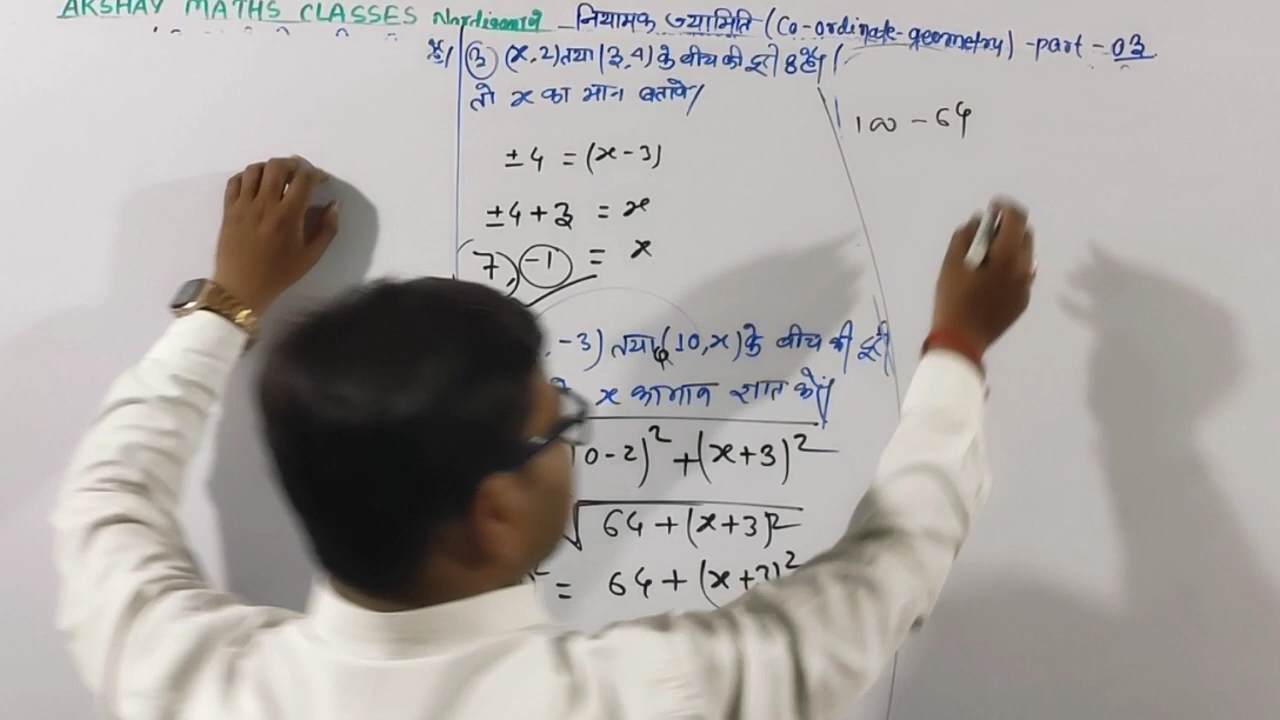 AKSHAY MATHS CLASSES नियामक ज्यामिति (Co-ordinate-geometry) -part - 03
है। ③ (x,2) तथा (3,4) के बीच की दूरी 8 है।
तो x का मान बतावें।
±4 = (x-3)
±4+3 = x
7, -1 = x
, -3) तथा (10,x) के बीच की दूरी
x का मान ज्ञात करें।
0-2)² + (x+3)²
√64+(x+3)²
² = 64+(x+3)²
100 - 64